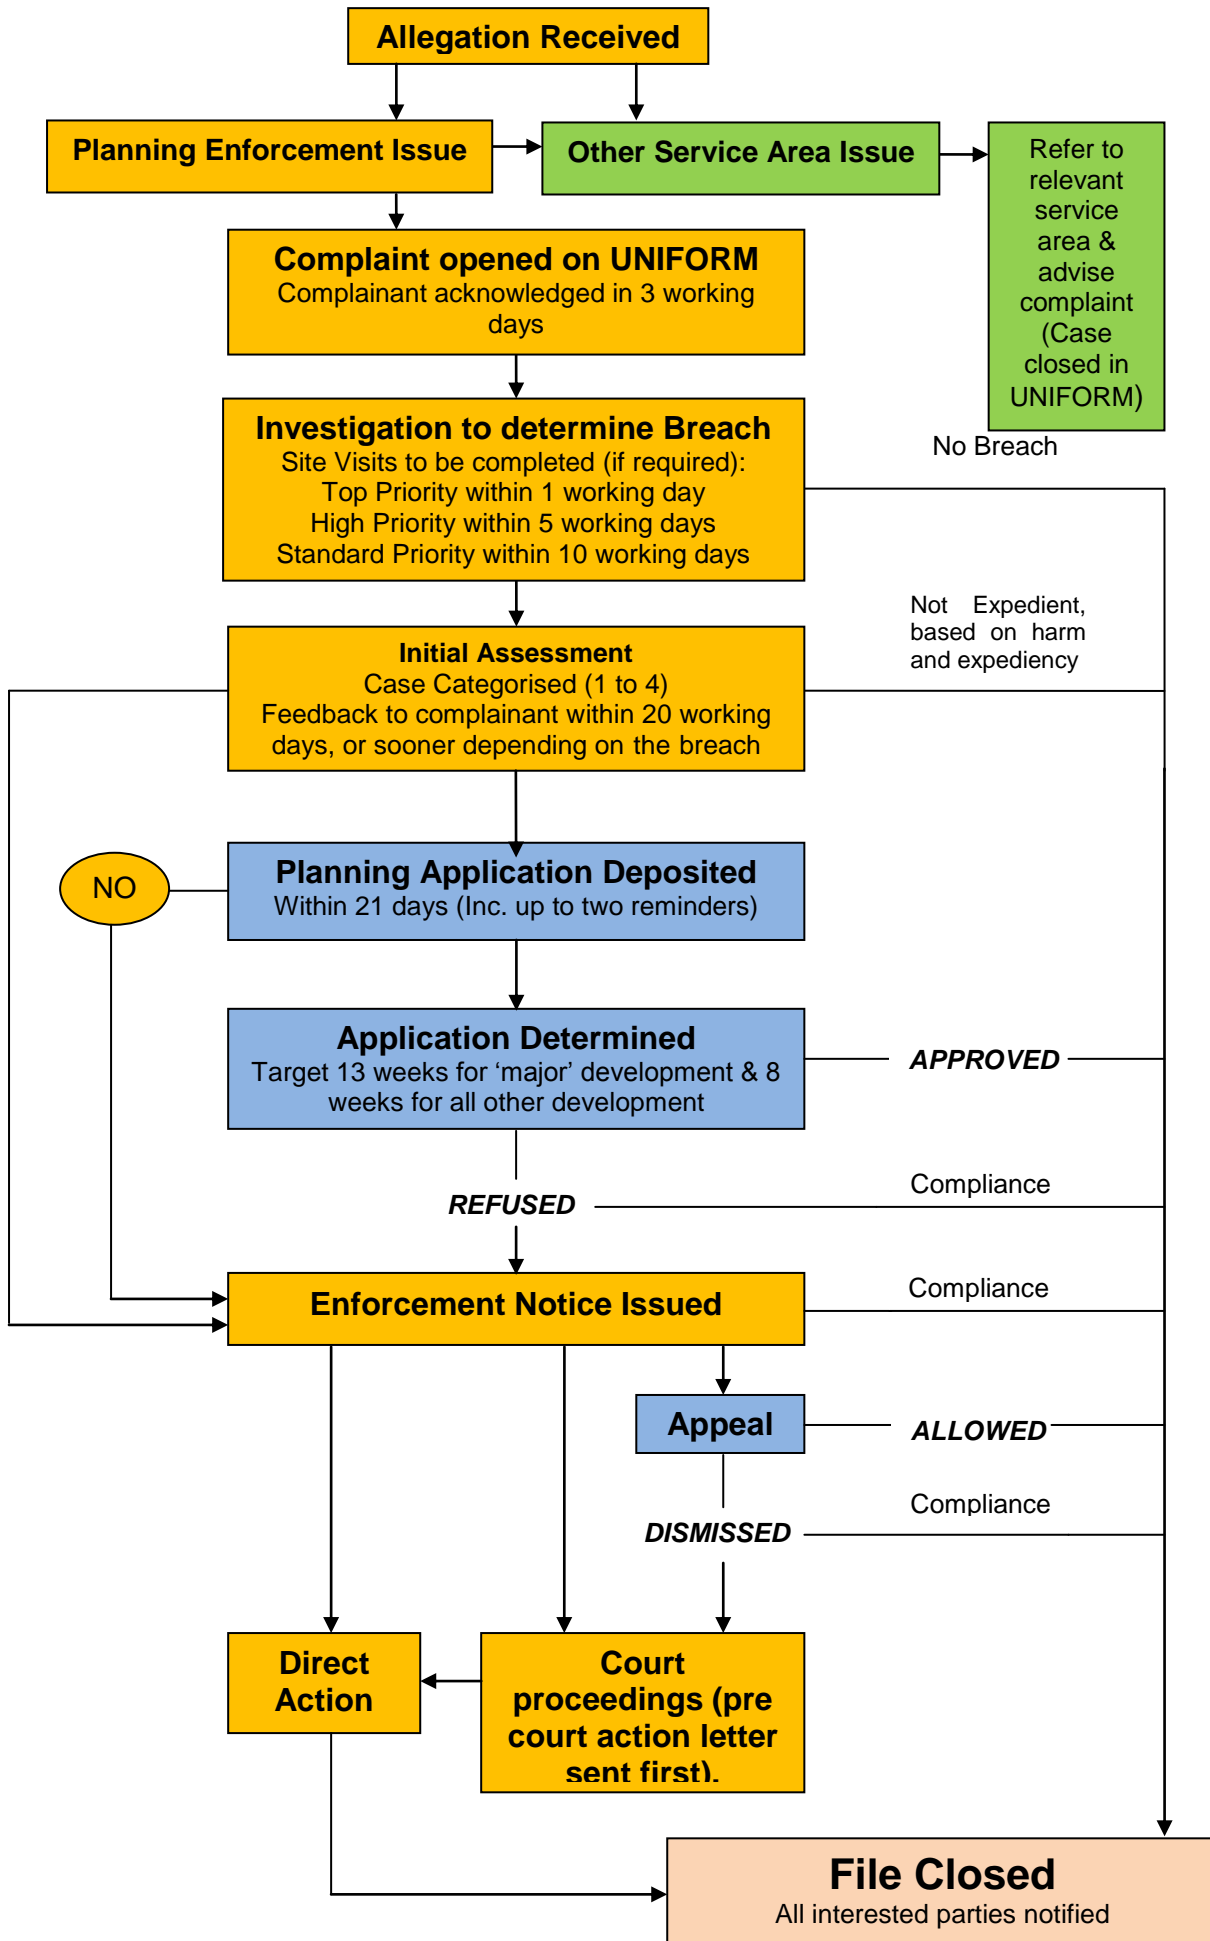 Allegation Received
Planning Enforcement Issue
Other Service Area Issue
Refer to
relevant
service
area &
advise
complaint
(Case
closed in
UNIFORM)
Complaint opened on UNIFORM
Complainant acknowledged in 3 working
days
Investigation to determine Breach
Site Visits to be completed (if required):
Top Priority within 1 working day
High Priority within 5 working days
Standard Priority within 10 working days
No Breach
Initial Assessment
Case Categorised (1 to 4)
Feedback to complainant within 20 working
days, or sooner depending on the breach
Not Expedient,
based on harm
and expediency
NO
Planning Application Deposited
Within 21 days (Inc. up to two reminders)
Application Determined
Target 13 weeks for ‘major’ development & 8
weeks for all other development
APPROVED
REFUSED
Compliance
Enforcement Notice Issued
Compliance
Appeal
ALLOWED
DISMISSED
Compliance
Direct
Action
Court
proceedings (pre
court action letter
sent first).
File Closed
All interested parties notified